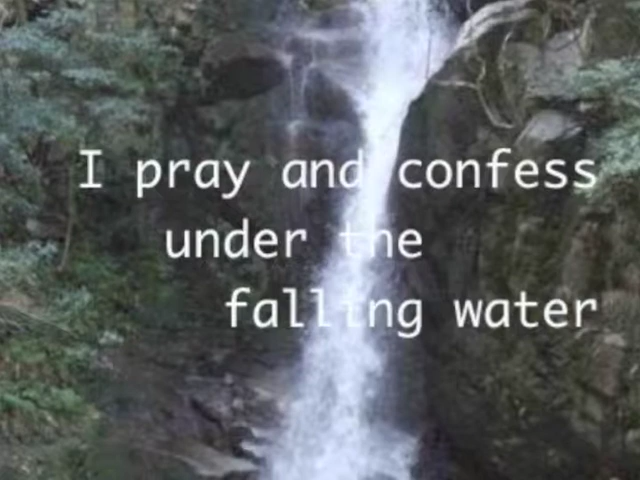 I pray and confess
under the
falling water